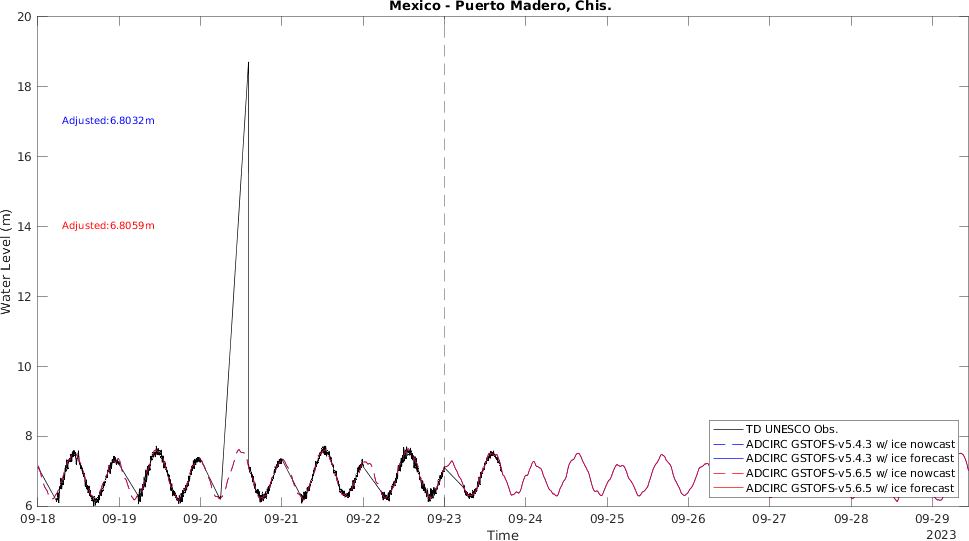 Mexico - Puerto Madero, Chis.
20
18
16
14
12
10
8
6
Water Level (m)
Adjusted:6.8032m
Adjusted:6.8059m
TD UNESCO Obs.
ADCIRC GSTOFS-v5.4.3 w/ ice nowcast
ADCIRC GSTOFS-v5.4.3 w/ ice forecast
ADCIRC GSTOFS-v5.6.5 w/ ice nowcast
ADCIRC GSTOFS-v5.6.5 w/ ice forecast
09-18 09-19 09-20 09-21 09-22 09-23 09-24 09-25 09-26 09-27 09-28 09-29
Time
2023